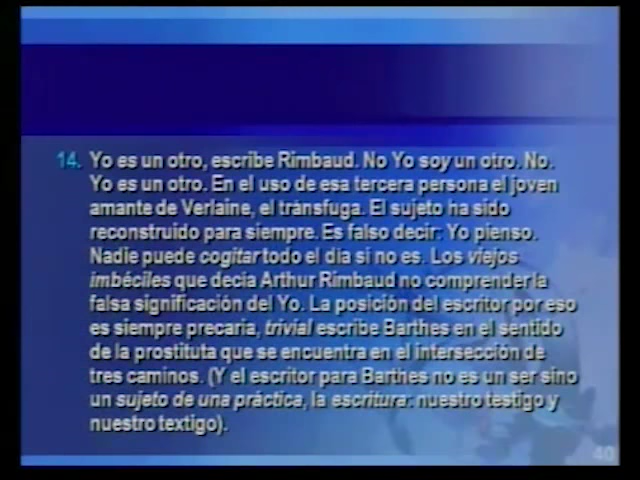 14. Yo es un otro, escribe Rimbaud. No Yo soy un otro. No.
Yo es un otro. En el uso de esa tercera persona el joven
amante de Verlaine, el tránsfuga. El sujeto ha sido
reconstruido para siempre. Es falso decir: Yo pienso.
Nadie puede cogitar todo el día si no es. Los viejos
imbéciles que decía Arthur Rimbaud no comprender la
falsa significación del Yo. La posición del escritor por eso
es siempre precaria, trivial escribe Barthes en el sentido
de la prostituta que se encuentra en el intersección de
tres caminos. (Y el escritor para Barthes no es un ser sino
un sujeto de una práctica, la escritura: nuestro testigo y
nuestro textigo).
40